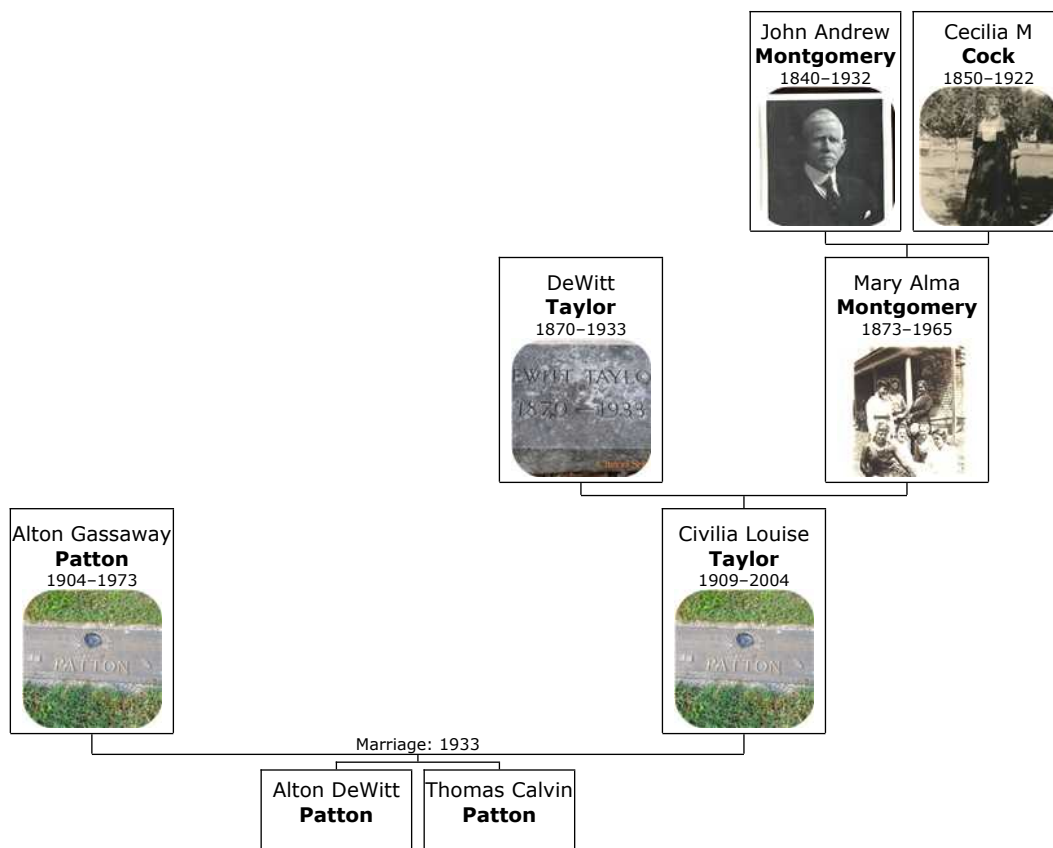 John Andrew
Montgomery
1840–1932
Cecilia M
Cock
1850–1922
DeWitt
Taylor
1870–1933
EWITT TAYLO
1870–1933
Mary Alma
Montgomery
1873–1965
Alton Gassaway
Patton
1904–1973
PATTON
Civilia Louise
Taylor
1909–2004
PATTON
Marriage: 1933
Alton DeWitt
Patton
Thomas Calvin
Patton